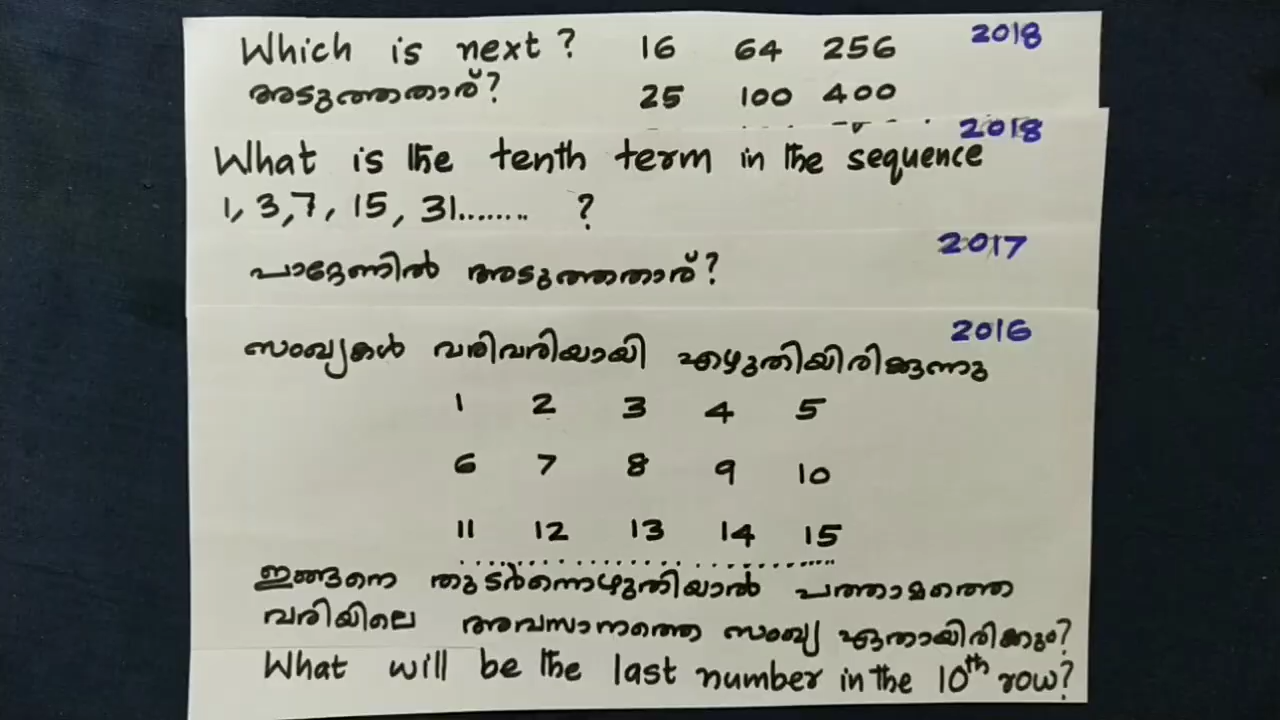 Which is next? 16 64 256 2018
അടുത്തതാര്? 25 100 400
2018
What is the tenth term in the sequence
1, 3, 7, 15, 31........ ?
2017
പാറ്റേണിൽ അടുത്തതാര്?
2016
സംഖ്യകൾ വരിവരിയായി എഴുതിയിരിക്കുന്നു
1 2 3 4 5
6 7 8 9 10
11 12 13 14 15
ഇങ്ങനെ തുടർന്നെഴുതിയാൽ പത്താമത്തെ
വരിയിലെ അവസാനത്തെ സംഖ്യ ഏതായിരിക്കും?
What will be the last number in the 10th row?